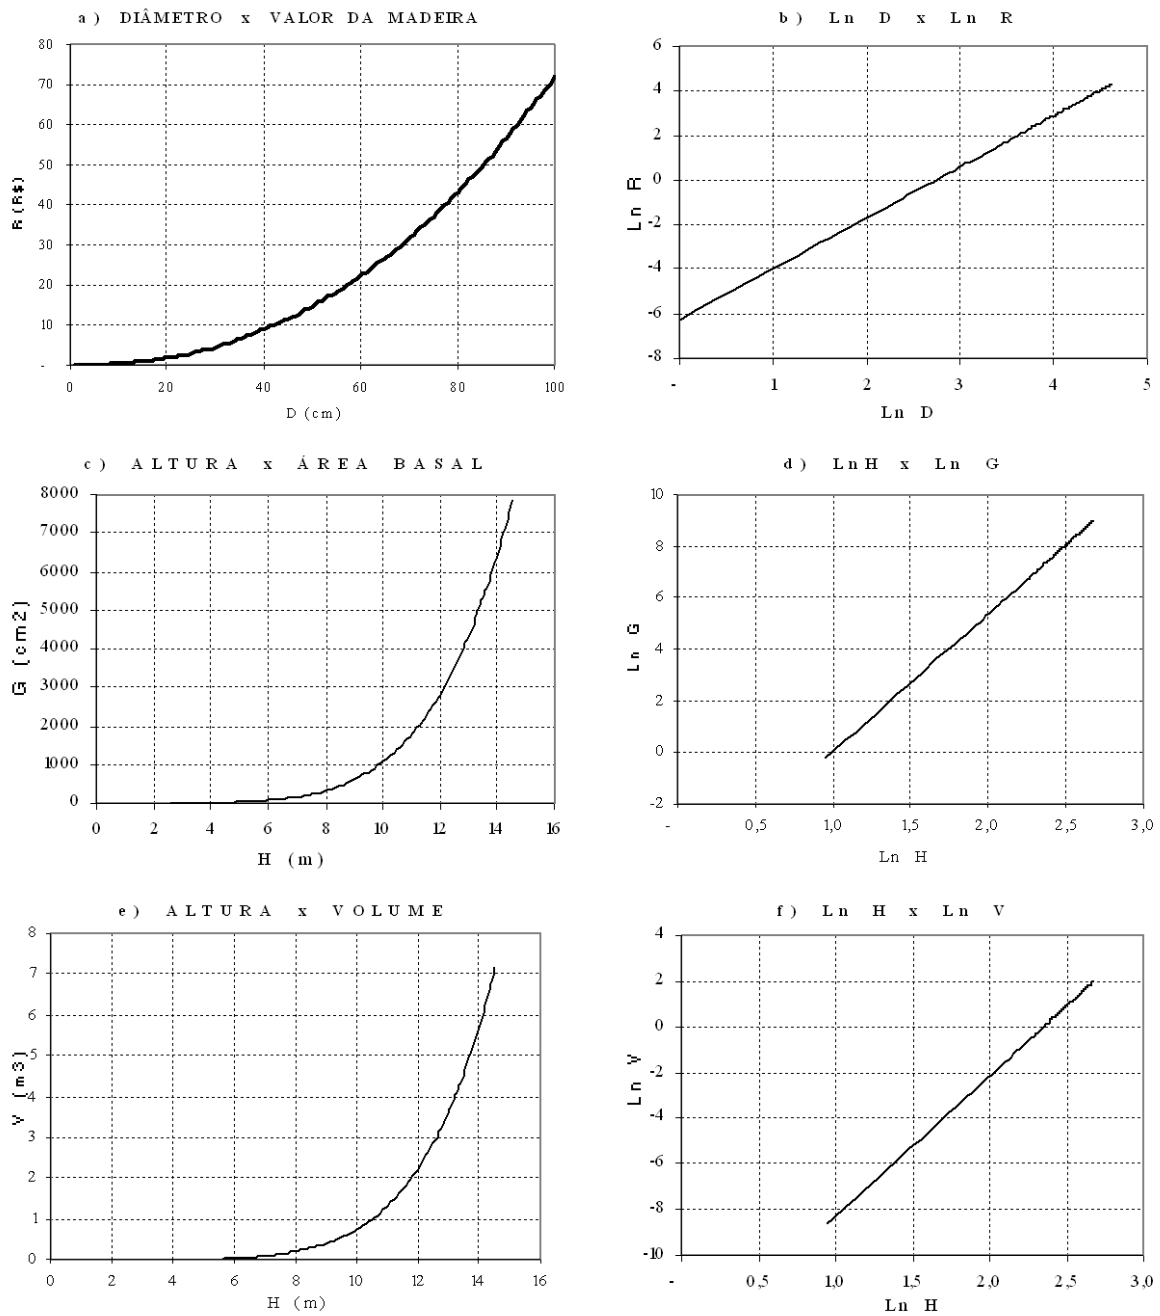 a ) DIÂMETRO x VALOR DA MADEIRA
80
70
60
50
40
30
20
10
-
R (R$)
0 20 40 60 80 100
D (cm)
b ) Ln D x Ln R
6
4
2
0
-2
-4
-6
-8
Ln R
- 1 2 3 4 5
Ln D
c ) ALTURA x ÁREA BASAL
8000
7000
6000
5000
4000
3000
2000
1000
0
G (cm2)
0 2 4 6 8 10 12 14 16
H (m)
d ) LnH x Ln G
10
8
6
4
2
0
-2
Ln G
- 0,5 1,0 1,5 2,0 2,5 3,0
Ln H
e ) ALTURA x VOLUME
8
7
6
5
4
3
2
1
0
V (m3)
0 2 4 6 8 10 12 14 16
H (m)
f ) Ln H x Ln V
4
2
0
-2
-4
-6
-8
-10
Ln V
- 0,5 1,0 1,5 2,0 2,5 3,0
Ln H